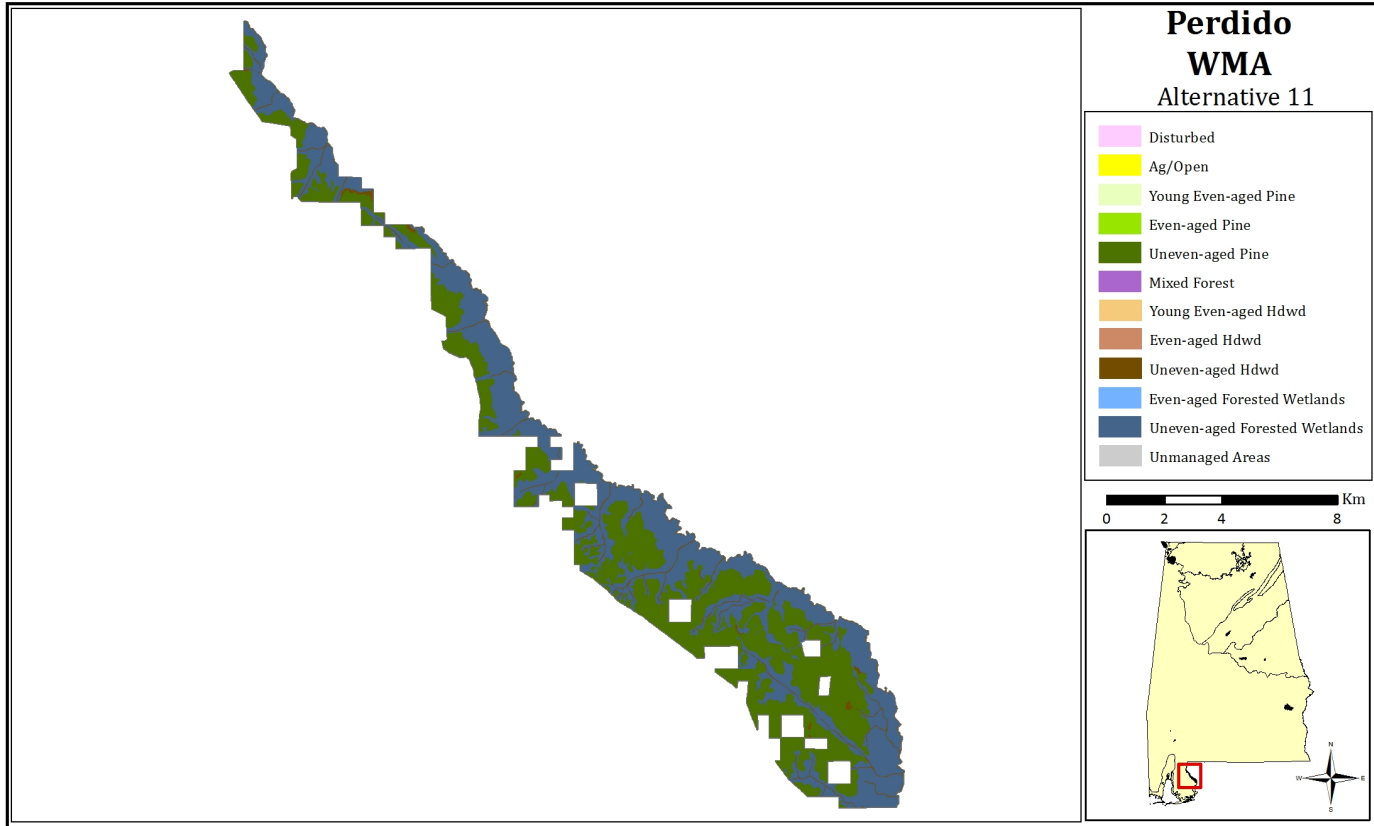 Perdido
WMA
Alternative 11
Disturbed
Ag/Open
Young Even-aged Pine
Even-aged Pine
Uneven-aged Pine
Mixed Forest
Young Even-aged Hdwd
Even-aged Hdwd
Uneven-aged Hdwd
Even-aged Forested Wetlands
Uneven-aged Forested Wetlands
Unmanaged Areas
Km
0 2 4 8
N
W E
S